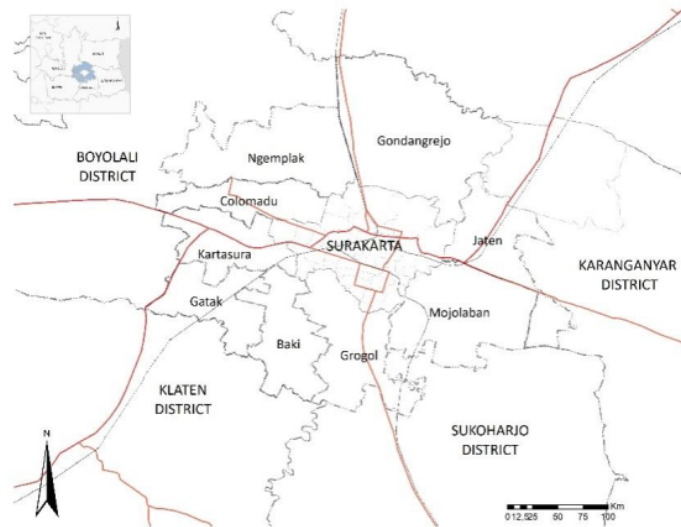 Gondangrejo
Ngemplak
BOYOLALI
DISTRICT
Colomadu
SURAKARTA
Jaten
Kartasura
KARANGANYAR
DISTRICT
Gatak
Mojolaban
Baki
Grogol
KLATEN
DISTRICT
SUKOHARJO
DISTRICT
N
Km
0 12,525 50 75 100